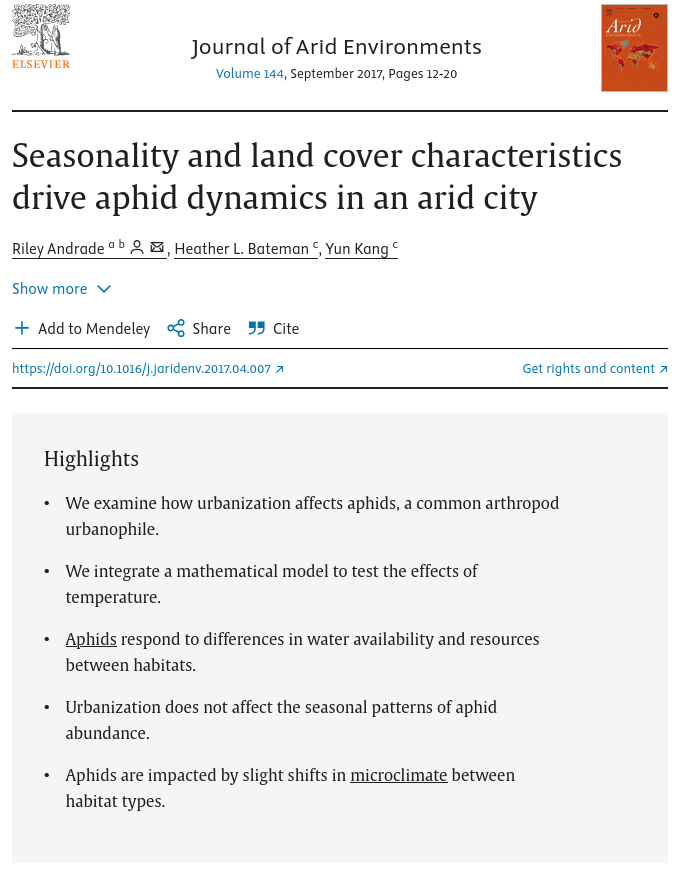 ELSEVIER
Journal of Arid Environments
Volume 144, September 2017, Pages 12-20
Arid
Seasonality and land cover characteristics
drive aphid dynamics in an arid city
Riley Andrade a b, Heather L. Bateman c, Yun Kang c
Show more
Add to Mendeley Share Cite
https://doi.org/10.1016/j.jaridenv.2017.04.007 Get rights and content
Highlights
• We examine how urbanization affects aphids, a common arthropod
urbanophile.
• We integrate a mathematical model to test the effects of
temperature.
• Aphids respond to differences in water availability and resources
between habitats.
• Urbanization does not affect the seasonal patterns of aphid
abundance.
• Aphids are impacted by slight shifts in microclimate between
habitat types.